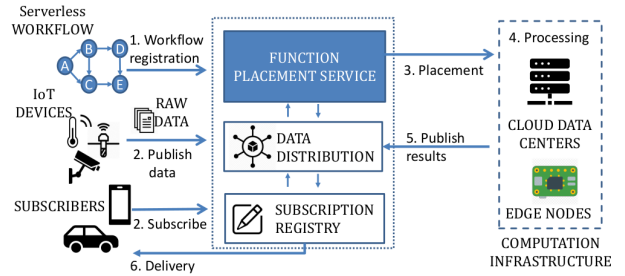 Serverless
WORKFLOW
A
B
D
C
E
1. Workflow
registration
IoT
DEVICES
RAW
DATA
2. Publish
data
SUBSCRIBERS
2. Subscribe
6. Delivery
FUNCTION
PLACEMENT SERVICE
DATA
DISTRIBUTION
SUBSCRIPTION
REGISTRY
3. Placement
5. Publish
results
4. Processing
CLOUD DATA
CENTERS
EDGE NODES
COMPUTATION
INFRASTRUCTURE